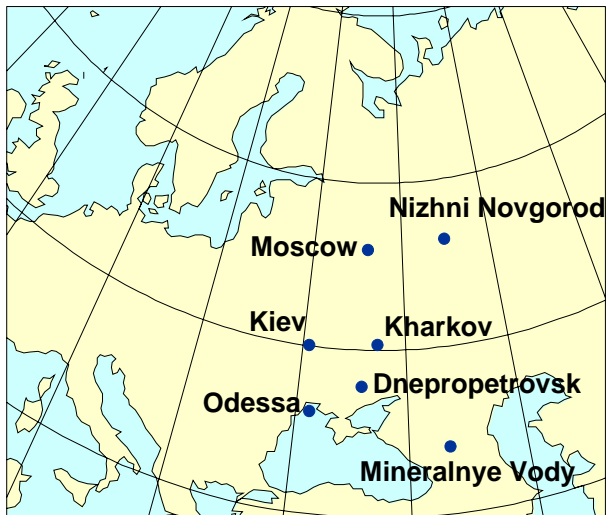 Nizhni Novgorod
Moscow
Kiev
Kharkov
Dnepropetrovsk
Odessa
Mineralnye Vody